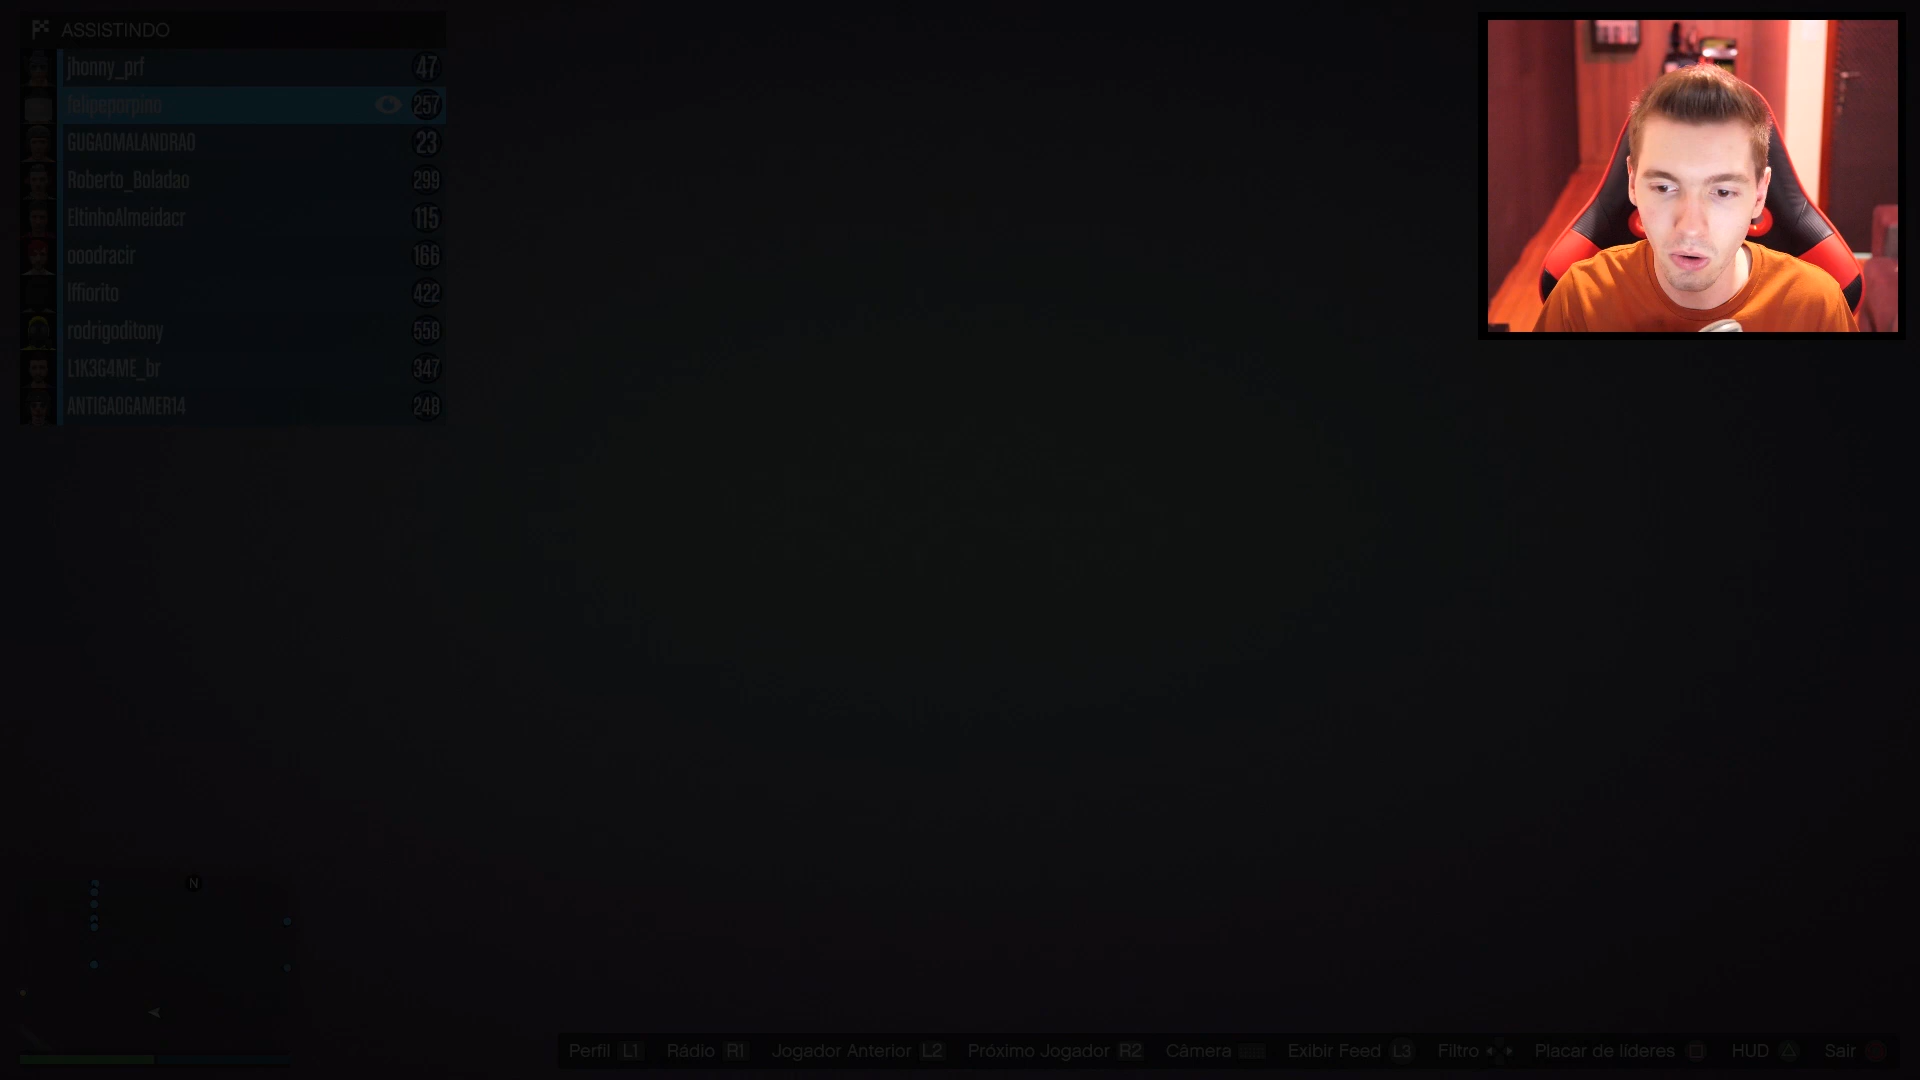 ASSISTINDO
jhonny_prf 47
felipeporpino 257
GUGAOMALANDRAO 23
Roberto_Boladao 299
EltinhoAlmeidacr 115
ooodracir 166
lffiorito 422
rodrigoditony 558
L1K3G4ME_br 347
ANTIGAOGAMER14 248
N
Perfil L1 Rádio R1 Jogador Anterior L2 Próximo Jogador R2 Câmera Exibir Feed L3 Filtro Placar de líderes HUD Sair